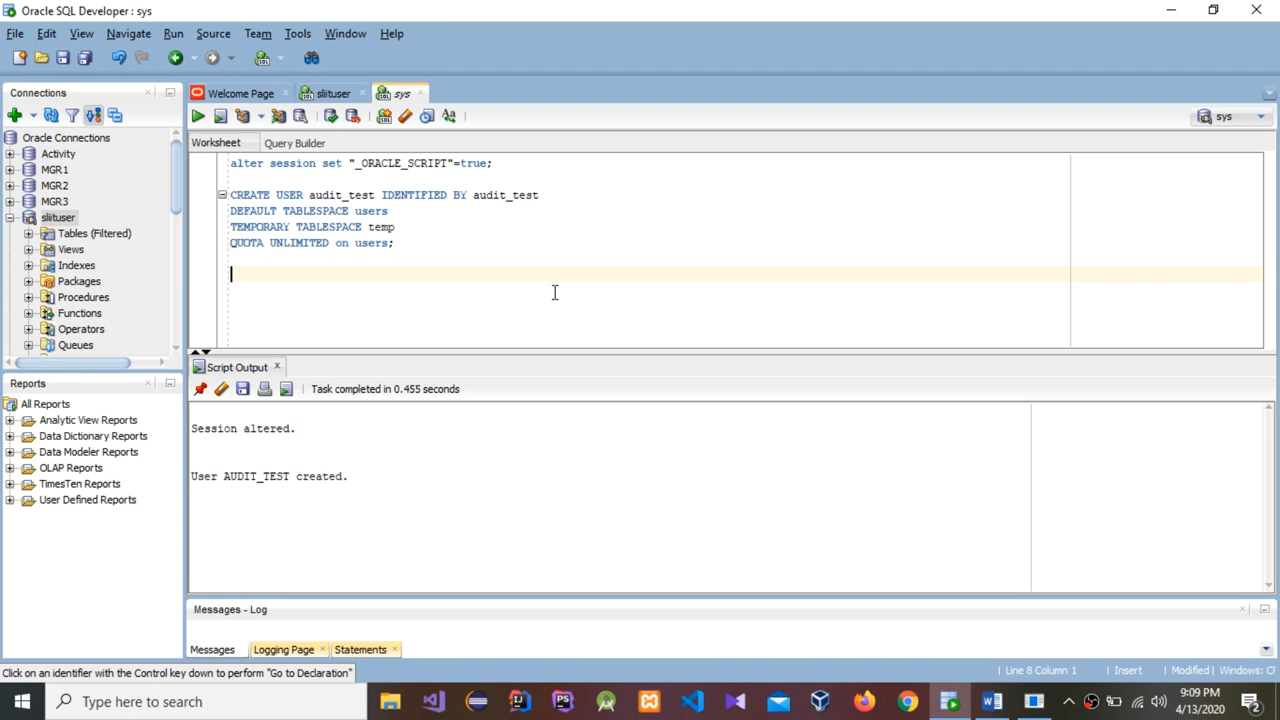 Oracle SQL Developer : sys
File Edit View Navigate Run Source Team Tools Window Help
Connections
Oracle Connections
Activity
MGR1
MGR2
MGR3
sliituser
Tables (Filtered)
Views
Indexes
Packages
Procedures
Functions
Operators
Queues
Reports
All Reports
Analytic View Reports
Data Dictionary Reports
Data Modeler Reports
OLAP Reports
TimesTen Reports
User Defined Reports
Welcome Page sliituser sys
sys
Worksheet Query Builder
alter session set "_ORACLE_SCRIPT"=true;
CREATE USER audit_test IDENTIFIED BY audit_test
DEFAULT TABLESPACE users
TEMPORARY TABLESPACE temp
QUOTA UNLIMITED on users;
Script Output
Task completed in 0.455 seconds
Session altered.
User AUDIT_TEST created.
Messages - Log
Messages Logging Page Statements
Click on an identifier with the Control key down to perform "Go to Declaration"
Line 8 Column 1 Insert Modified Windows: C
Type here to search
9:09 PM
4/13/2020
2